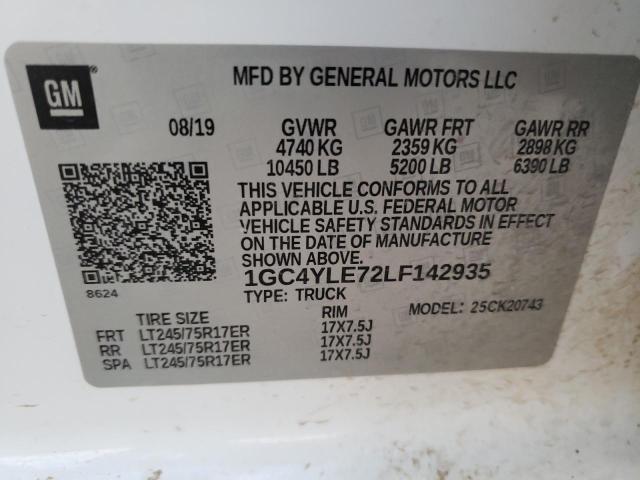 GM
MFD BY GENERAL MOTORS LLC
08/19 GVWR GAWR FRT GAWR RR
4740 KG 2359 KG 2898 KG
10450 LB 5200 LB 6390 LB
THIS VEHICLE CONFORMS TO ALL
APPLICABLE U.S. FEDERAL MOTOR
VEHICLE SAFETY STANDARDS IN EFFECT
ON THE DATE OF MANUFACTURE
SHOWN ABOVE.
8624
1GC4YLE72LF142935
TYPE: TRUCK MODEL: 25CK20743
TIRE SIZE RIM
FRT LT245/75R17ER 17X7.5J
RR LT245/75R17ER 17X7.5J
SPA LT245/75R17ER 17X7.5J